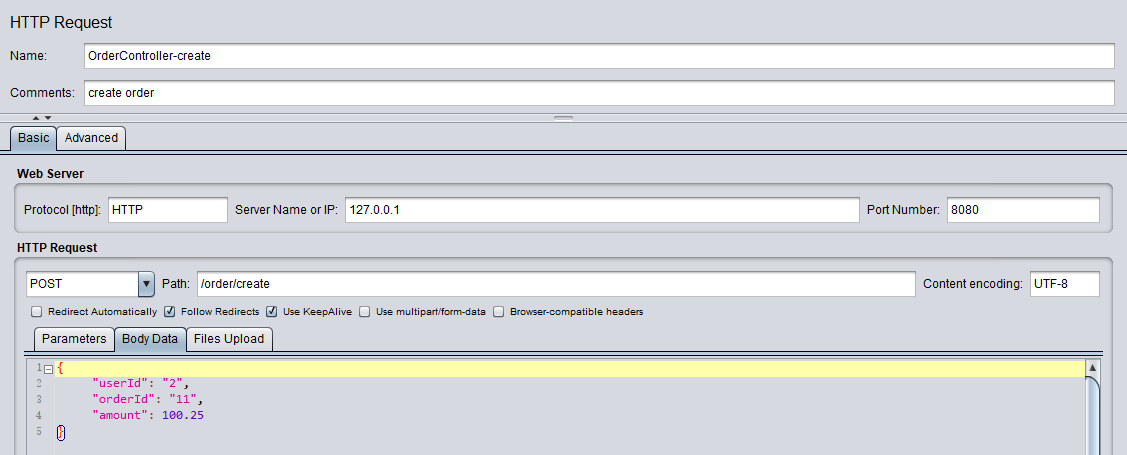 HTTP Request
Name: OrderController-create
Comments: create order
Basic Advanced
Web Server
Protocol [http]: HTTP Server Name or IP: 127.0.0.1 Port Number: 8080
HTTP Request
POST Path: /order/create Content encoding: UTF-8
Redirect Automatically Follow Redirects Use KeepAlive Use multipart/form-data Browser-compatible headers
Parameters Body Data Files Upload
1 {
2 "userId": "2",
3 "orderId": "11",
4 "amount": 100.25
5 }